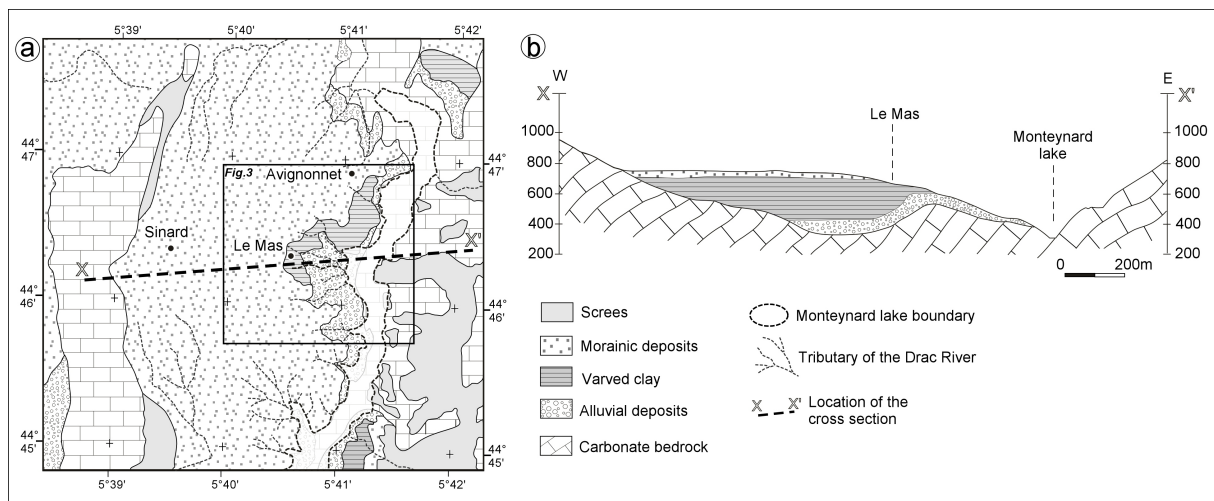 a
5°39'
5°40'
5°41'
5°42'
44°
47'
44°
47'
Fig.3
Avignonnet
Sinard
Le Mas
X
X'
44°
46'
44°
46'
44°
45'
44°
45'
5°39'
5°40'
5°41'
5°42'
b
W
E
X
X'
Le Mas
Monteynard
lake
1000
800
600
400
200
1000
800
600
400
200
0 200m
Screes
Morainic deposits
Varved clay
Alluvial deposits
Carbonate bedrock
Monteynard lake boundary
Tributary of the Drac River
X X' Location of the
cross section